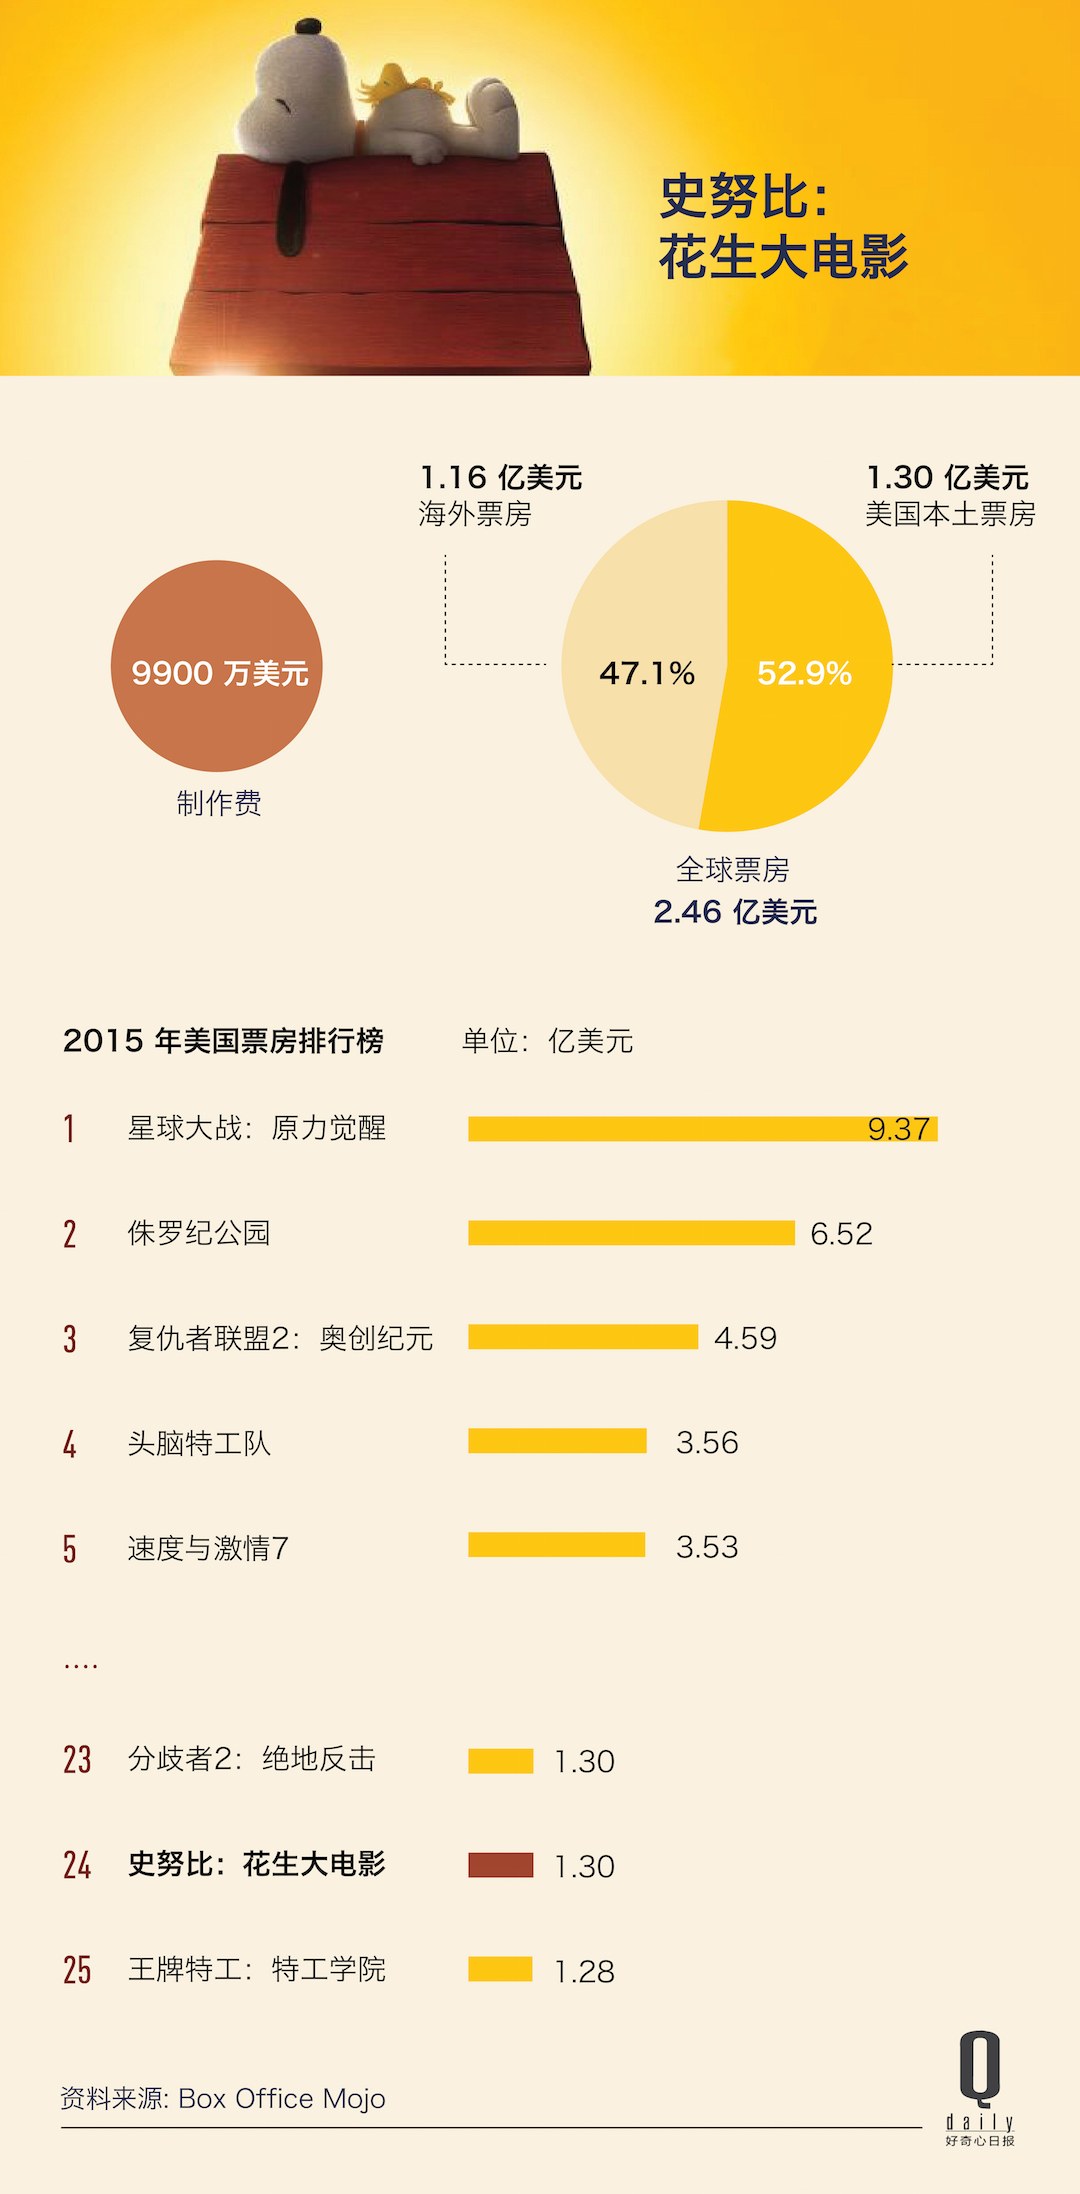 史努比：
花生大电影
1.16 亿美元
海外票房
1.30 亿美元
美国本土票房
9900 万美元
47.1%
52.9%
制作费
全球票房
2.46 亿美元
2015 年美国票房排行榜 单位：亿美元
1 星球大战：原力觉醒 9.37
2 侏罗纪公园 6.52
3 复仇者联盟2：奥创纪元 4.59
4 头脑特工队 3.56
5 速度与激情7 3.53
....
23 分歧者2：绝地反击 1.30
24 史努比：花生大电影 1.30
25 王牌特工：特工学院 1.28
资料来源: Box Office Mojo
Q
daily
好奇心日报